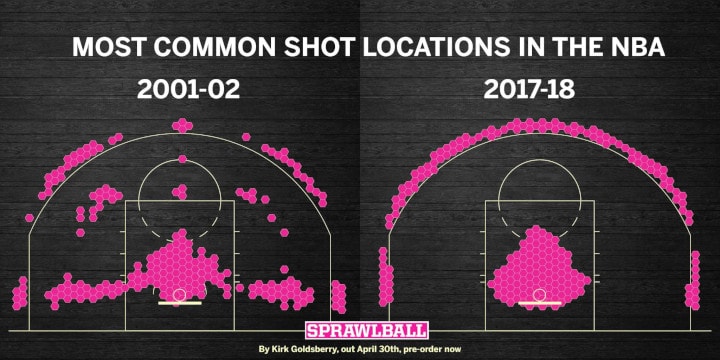 MOST COMMON SHOT LOCATIONS IN THE NBA
2001-02
2017-18
SPRAWLBALL
By Kirk Goldsberry, out April 30th, pre-order now